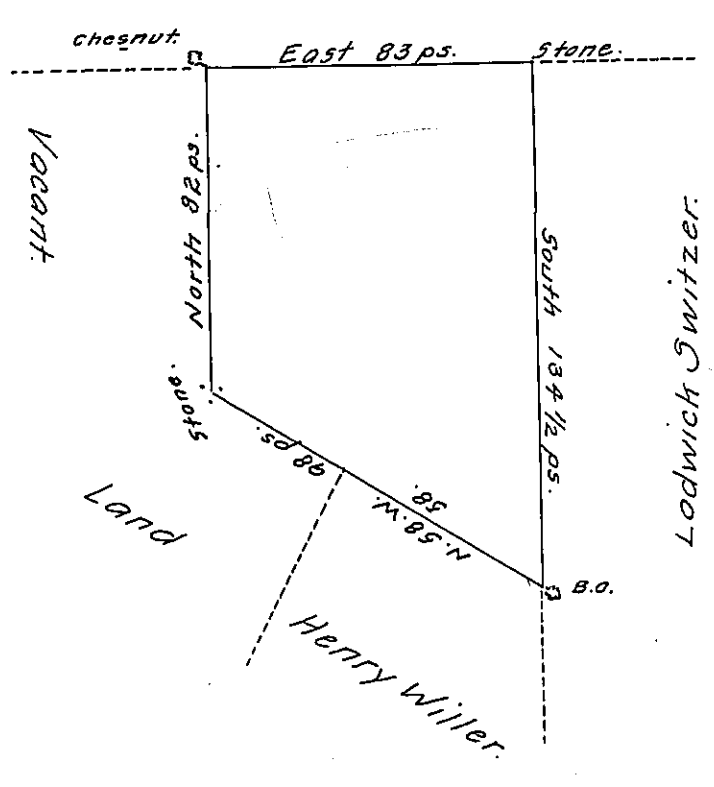 chesnut.
East 83 ps.
Stone.
Vacant.
North 82 ps.
South 134 1/2 ps.
Lodwick Switzer.
Stone.
98 ps.
58.
N.58.W.
Land
B.O.
Henry Willer.